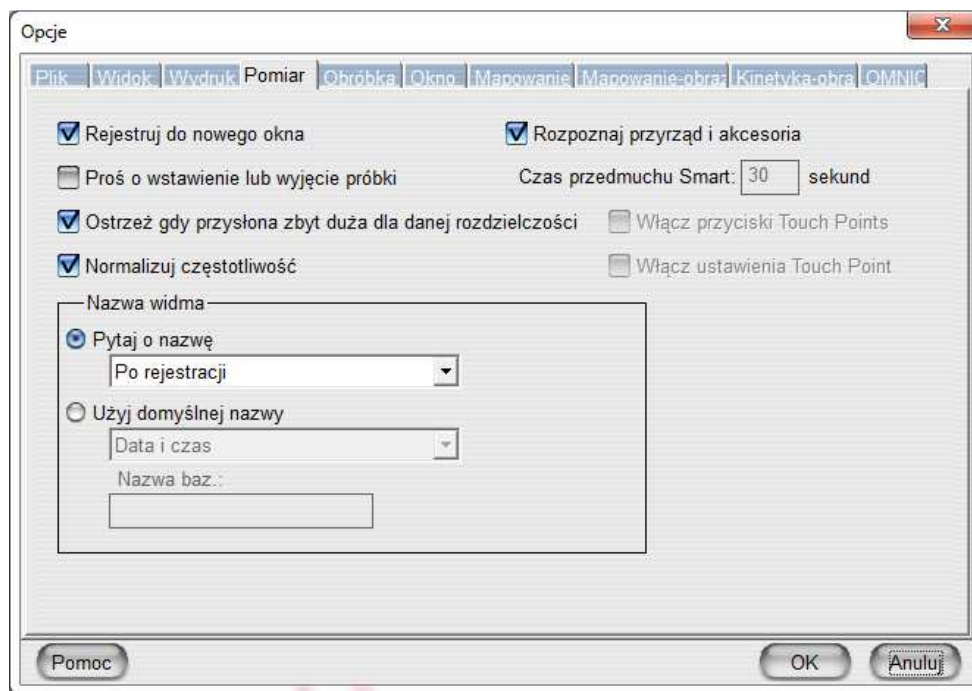 Opcje
Plik Widok Wydruk Pomiar Obróbka Okno Mapowanie Mapowanie-obraz Kinetyka-obra OMNIC
Rejestruj do nowego okna Rozpoznaj przyrząd i akcesoria
Proś o wstawienie lub wyjęcie próbki Czas przedmuchu Smart: 30 sekund
Ostrzeż gdy przysłona zbyt duża dla danej rozdzielczości Włącz przyciski Touch Points
Normalizuj częstotliwość Włącz ustawienia Touch Point
Nazwa widma
Pytaj o nazwę
Po rejestracji
Użyj domyślnej nazwy
Data i czas
Nazwa baz.:
Pomoc OK Anuluj